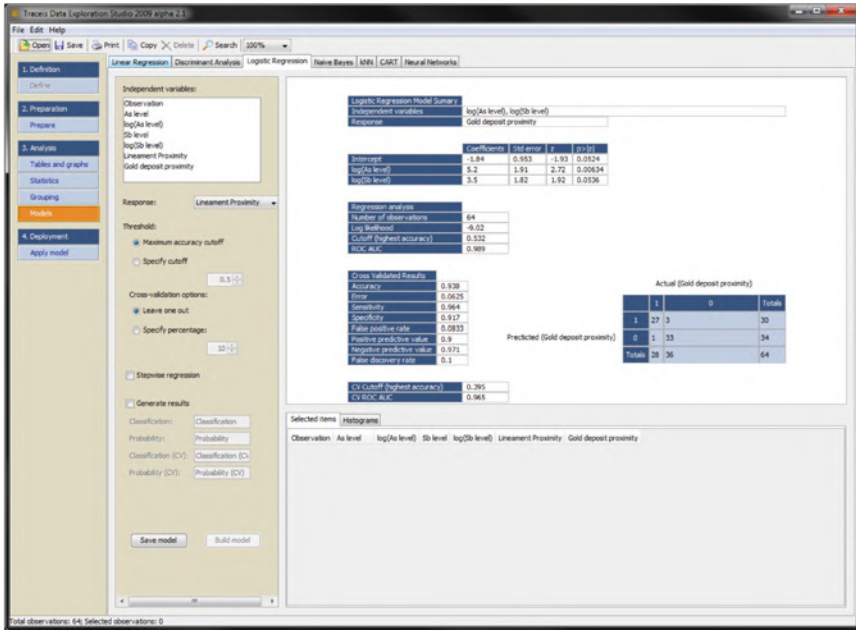 Traceis Data Exploration Studio 2009 alpha 2.1
File Edit Help
Open Save Print Copy Delete Search 100%
1. Definition
Define
2. Preparation
Prepare
3. Analysis
Tables and graphs
Statistics
Grouping
Models
4. Deployment
Apply model
Linear Regression Discriminant Analysis Logistic Regression Naive Bayes kNN CART Neural Networks
Independent variables:
Observation
As level
log(As level)
Sb level
log(Sb level)
Lineament Proximity
Gold deposit proximity
Response: Lineament Proximity
Threshold:
Maximum accuracy cutoff
Specify cutoff
0.5
Cross-validation options:
Leave one out
Specify percentage:
10
Stepwise regression
Generate results
Classification: Classification
Probability: Probability
Classification (CV): Classification (C
Probability (CV): Probability (CV)
Save model Build model
Logistic Regression Model Sumary
Independent variables log(As level), log(Sb level)
Response Gold deposit proximity
Coefficients Std error z p>|r|
Intercept -1.84 0.953 -1.93 0.0524
log(As level) 5.2 1.91 2.72 0.00634
log(Sb level) 3.5 1.82 1.92 0.0536
Regression analysis
Number of observations 64
Log likelihood -9.02
Cutoff (highest accuracy) 0.532
ROC AUC 0.989
Cross Validated Results
Accuracy 0.938
Error 0.0625
Sensitivity 0.964
Specificity 0.917
False positive rate 0.0833
Positive predictive value 0.9
Negative predictive value 0.971
False discovery rate 0.1
CV Cutoff (highest accuracy) 0.395
CV ROC AUC 0.965
Actual (Gold deposit proximity)
1 0 Totals
1 27 3 30
Predicted (Gold deposit proximity) 0 1 33 34
Totals 28 36 64
Selected items Histograms
Observation As level log(As level) Sb level log(Sb level) Lineament Proximity Gold deposit proximity
Total observations: 64; Selected observations: 0